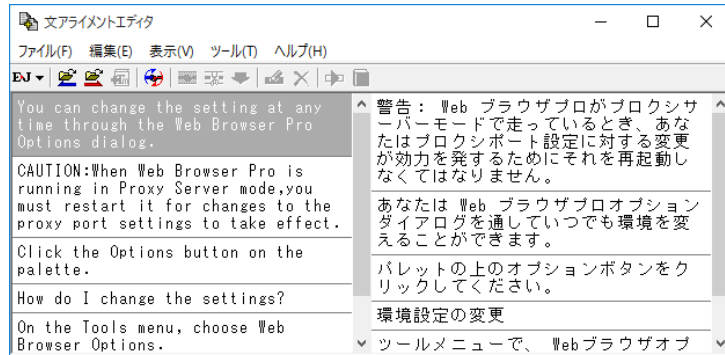 文アライメントエディタ
ファイル(F) 編集(E) 表示(V) ツール(T) ヘルプ(H)
EJ
You can change the setting at any
time through the Web Browser Pro
Options dialog.
CAUTION:When Web Browser Pro is
running in Proxy Server mode,you
must restart it for changes to the
proxy port settings to take effect.
Click the Options button on the
palette.
How do I change the settings?
On the Tools menu, choose Web
Browser Options.
警告: Web ブラウザプロがプロクシサ
ーバーモードで走っているとき、あな
たはプロクシポート設定に対する変更
が効力を発するためにそれを再起動し
なくてはなりません。
あなたは Web ブラウザプロオプション
ダイアログを通していつでも環境を変
えることができます。
パレットの上のオプションボタンをク
リックしてください。
環境設定の変更
ツールメニューで、 Webブラウザオプ